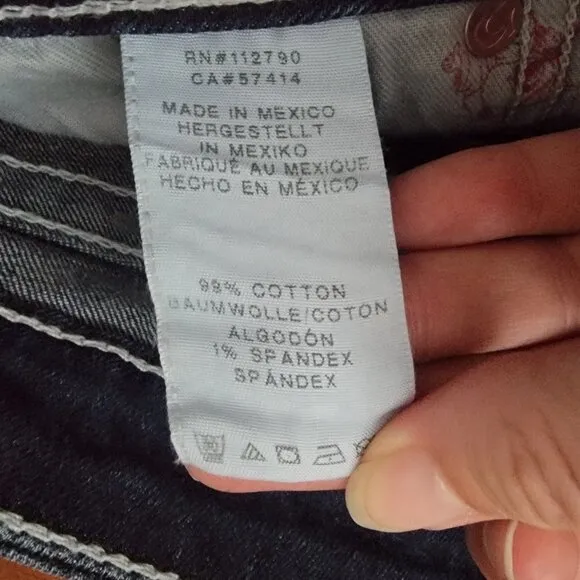 RN#112790
CA#57414
MADE IN MEXICO
HERGESTELLT
IN MEXIKO
FABRIQUÉ AU MEXIQUE
HECHO EN MÉXICO
99% COTTON
BAUMWOLLE/COTON
ALGODÓN
1% SPANDEX
SPÁNDEX